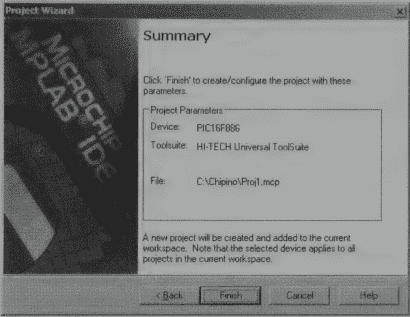 Project Wizard
MICROCHIP
MPLAB IDE
Summary
Click 'Finish' to create/configure the project with these
parameters.
Project Parameters
Device: PIC16F886
Toolsuite: HI-TECH Universal ToolSuite
File: C:\Chipino\Proj1.mcp
A new project will be created and added to the current
workspace. Note that the selected device applies to all
projects in the current workspace.
< Back Finish Cancel Help